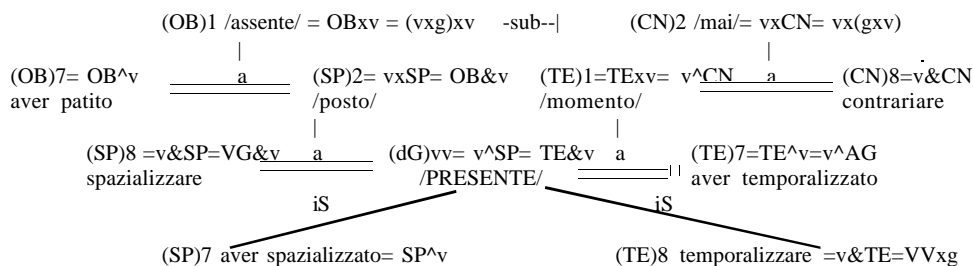 (OB)1 /assente/ = OBxv = (vxg)xv -sub--| (CN)2 /mai/= vxCN= vx(gxv)
| |
(OB)7= OB^v a (SP)2= vxSP= OB&v (TE)1=TExv= v^CN a (CN)8=v&CN
aver patito /posto/ /momento/ contrariare
| |
(SP)8 =v&SP=VG&v a (dG)vv= v^SP= TE&v a (TE)7=TE^v=v^AG
spazializzare /PRESENTE/ aver temporalizzato
iS iS
(SP)7 aver spazializzato= SP^v (TE)8 temporalizzare =v&TE=VVxg